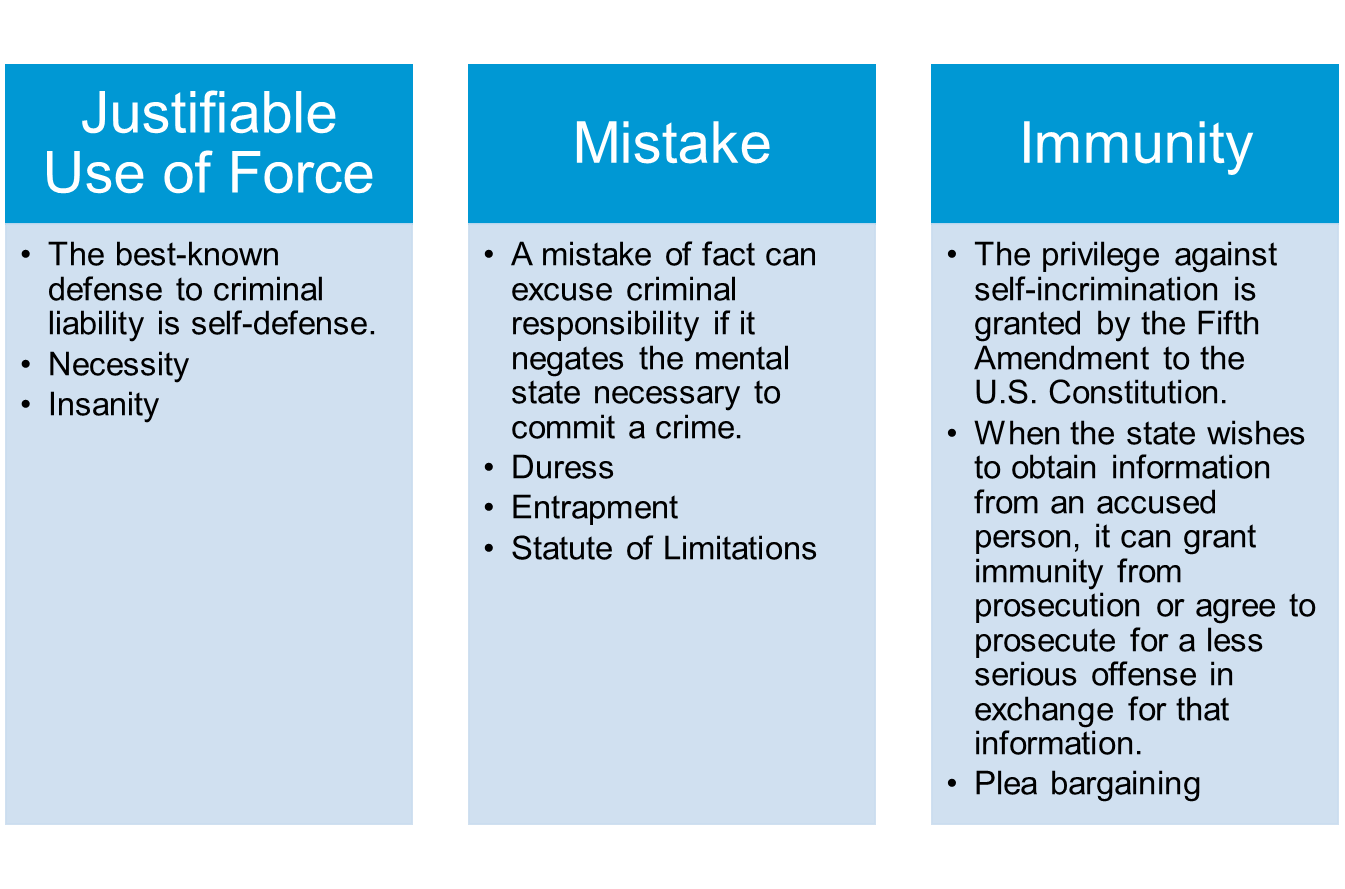 Justifiable
Use of Force
• The best-known
defense to criminal
liability is self-defense.
• Necessity
• Insanity
Mistake
• A mistake of fact can
excuse criminal
responsibility if it
negates the mental
state necessary to
commit a crime.
• Duress
• Entrapment
• Statute of Limitations
Immunity
• The privilege against
self-incrimination is
granted by the Fifth
Amendment to the
U.S. Constitution.
• When the state wishes
to obtain information
from an accused
person, it can grant
immunity from
prosecution or agree to
prosecute for a less
serious offense in
exchange for that
information.
• Plea bargaining